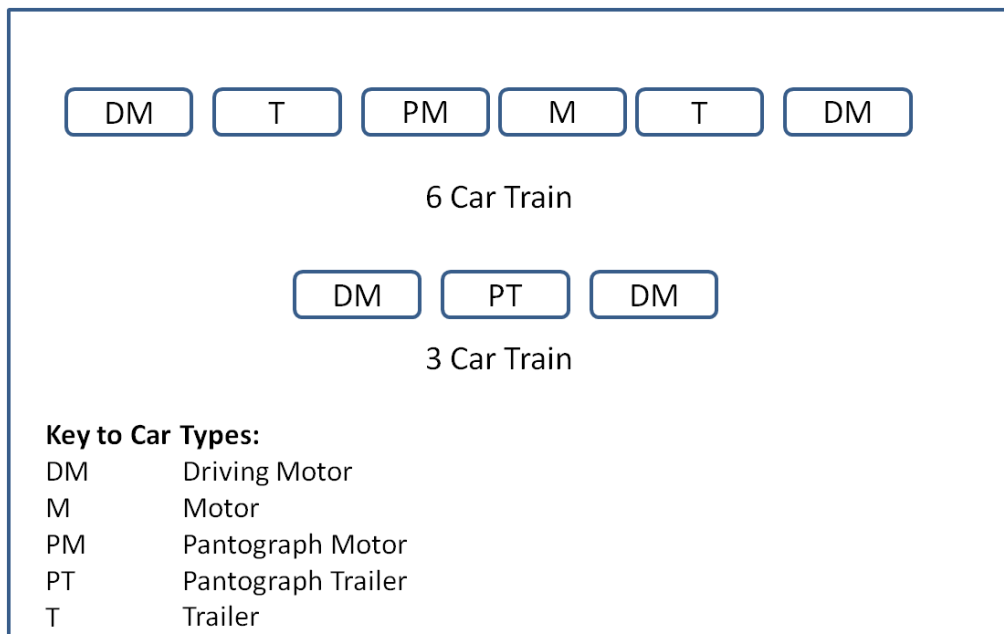 DM T PM M T DM
6 Car Train
DM PT DM
3 Car Train
Key to Car Types:
DM Driving Motor
M Motor
PM Pantograph Motor
PT Pantograph Trailer
T Trailer